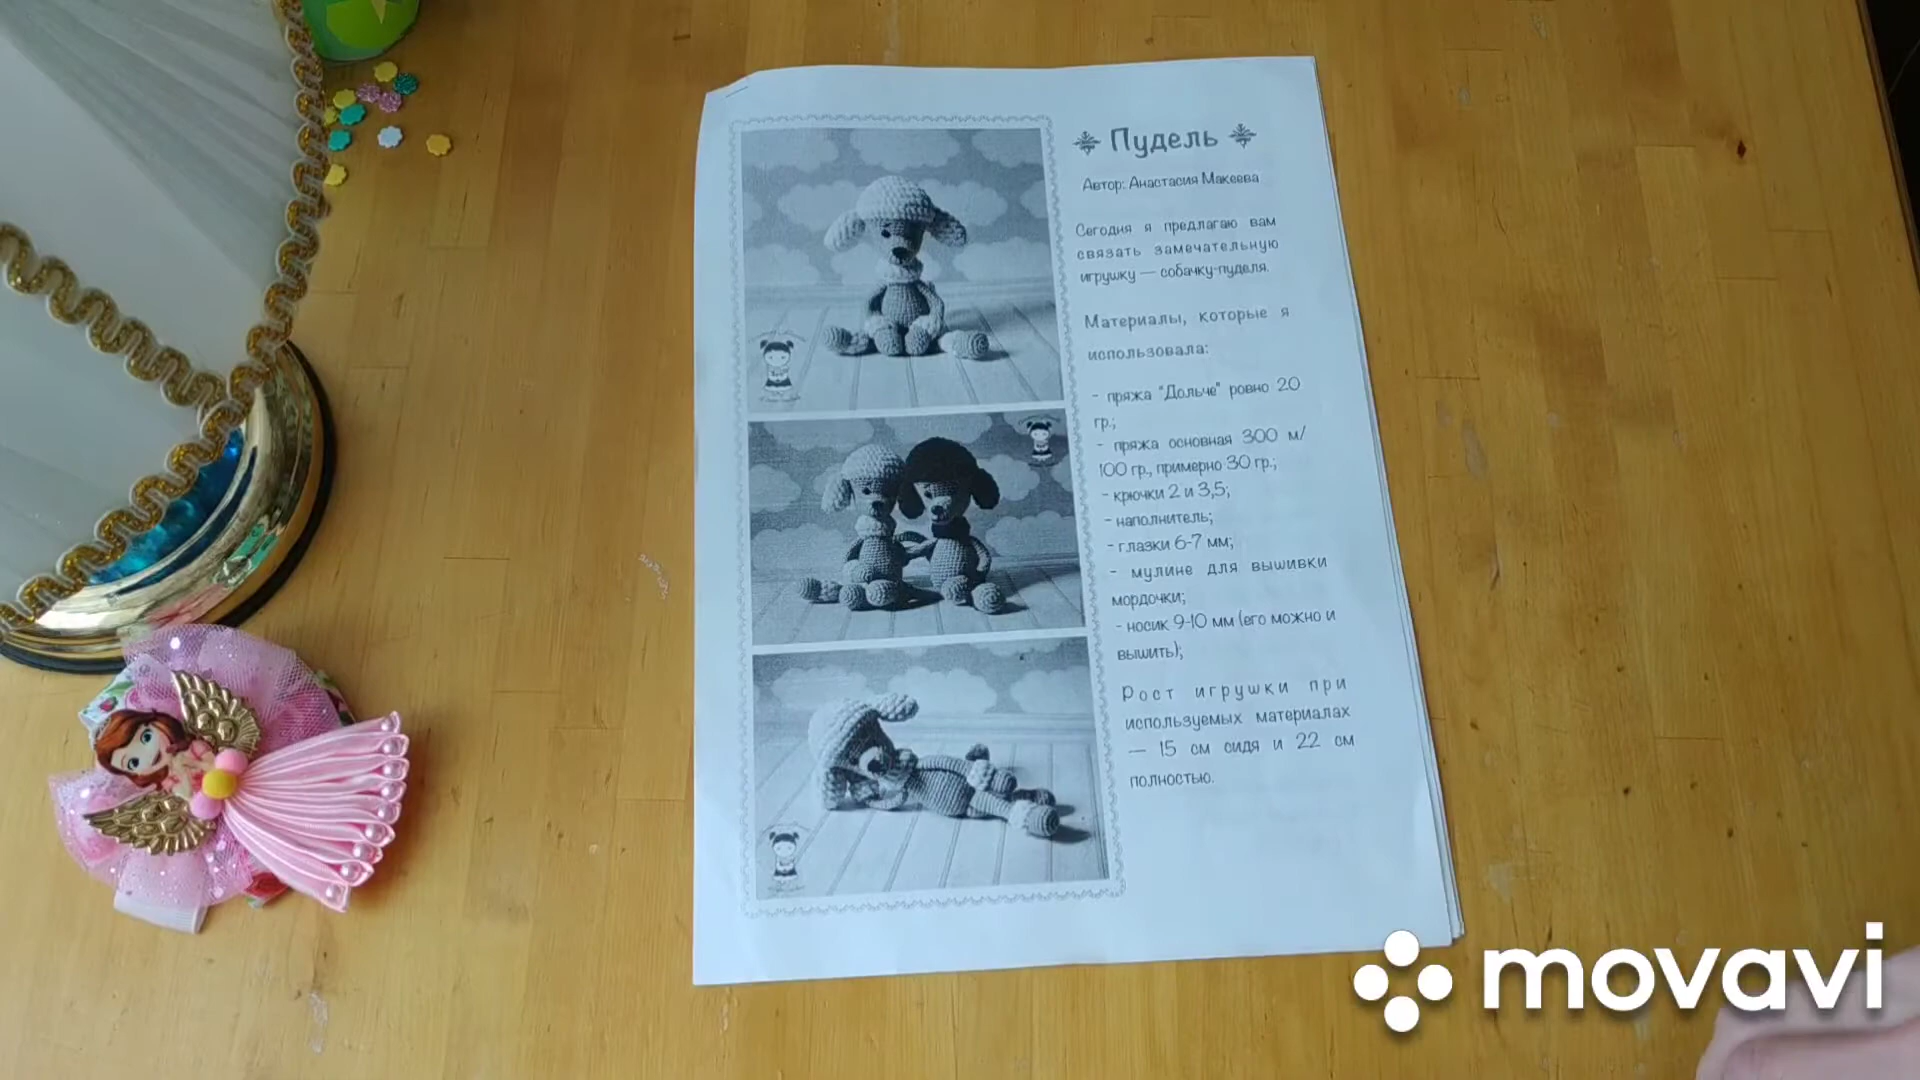 Пудель
Автор: Анастасия Макеева
Сегодня я предлагаю вам
связать замечательную
игрушку — собачку-пуделя.
Материалы, которые я
использовала:
- пряжа "Дольче" ровно 20
гр.;
- пряжа основная 300 м/
100 гр., примерно 30 гр.;
- крючки 2 и 3,5;
- наполнитель;
- глазки 6-7 мм;
- мулине для вышивки
мордочки;
- носик 9-10 мм (его можно и
вышить);
Рост игрушки при
используемых материалах
— 15 см сидя и 22 см
полностью.
movavi